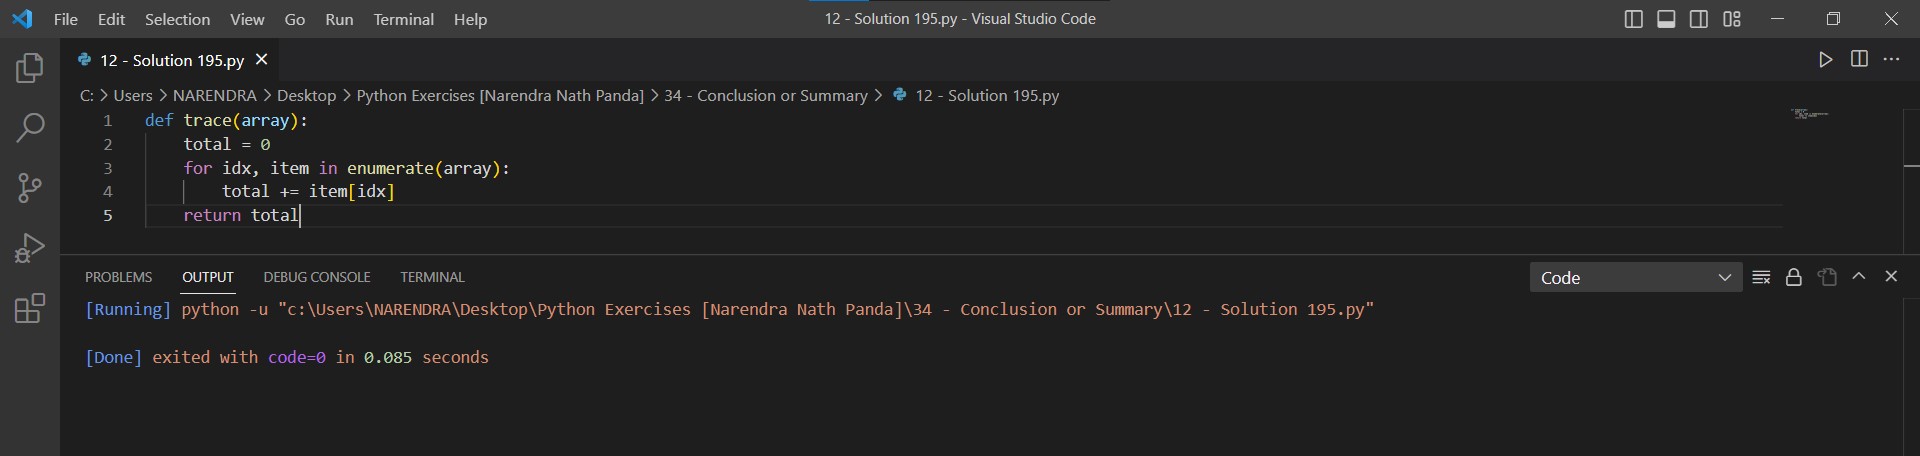 File Edit Selection View Go Run Terminal Help 12 - Solution 195.py - Visual Studio Code
12 - Solution 195.py
C: > Users > NARENDRA > Desktop > Python Exercises [Narendra Nath Panda] > 34 - Conclusion or Summary > 12 - Solution 195.py
1 def trace(array):
2     total = 0
3     for idx, item in enumerate(array):
4         total += item[idx]
5     return total
PROBLEMS OUTPUT DEBUG CONSOLE TERMINAL Code
[Running] python -u "c:\Users\NARENDRA\Desktop\Python Exercises [Narendra Nath Panda]\34 - Conclusion or Summary\12 - Solution 195.py"
[Done] exited with code=0 in 0.085 seconds